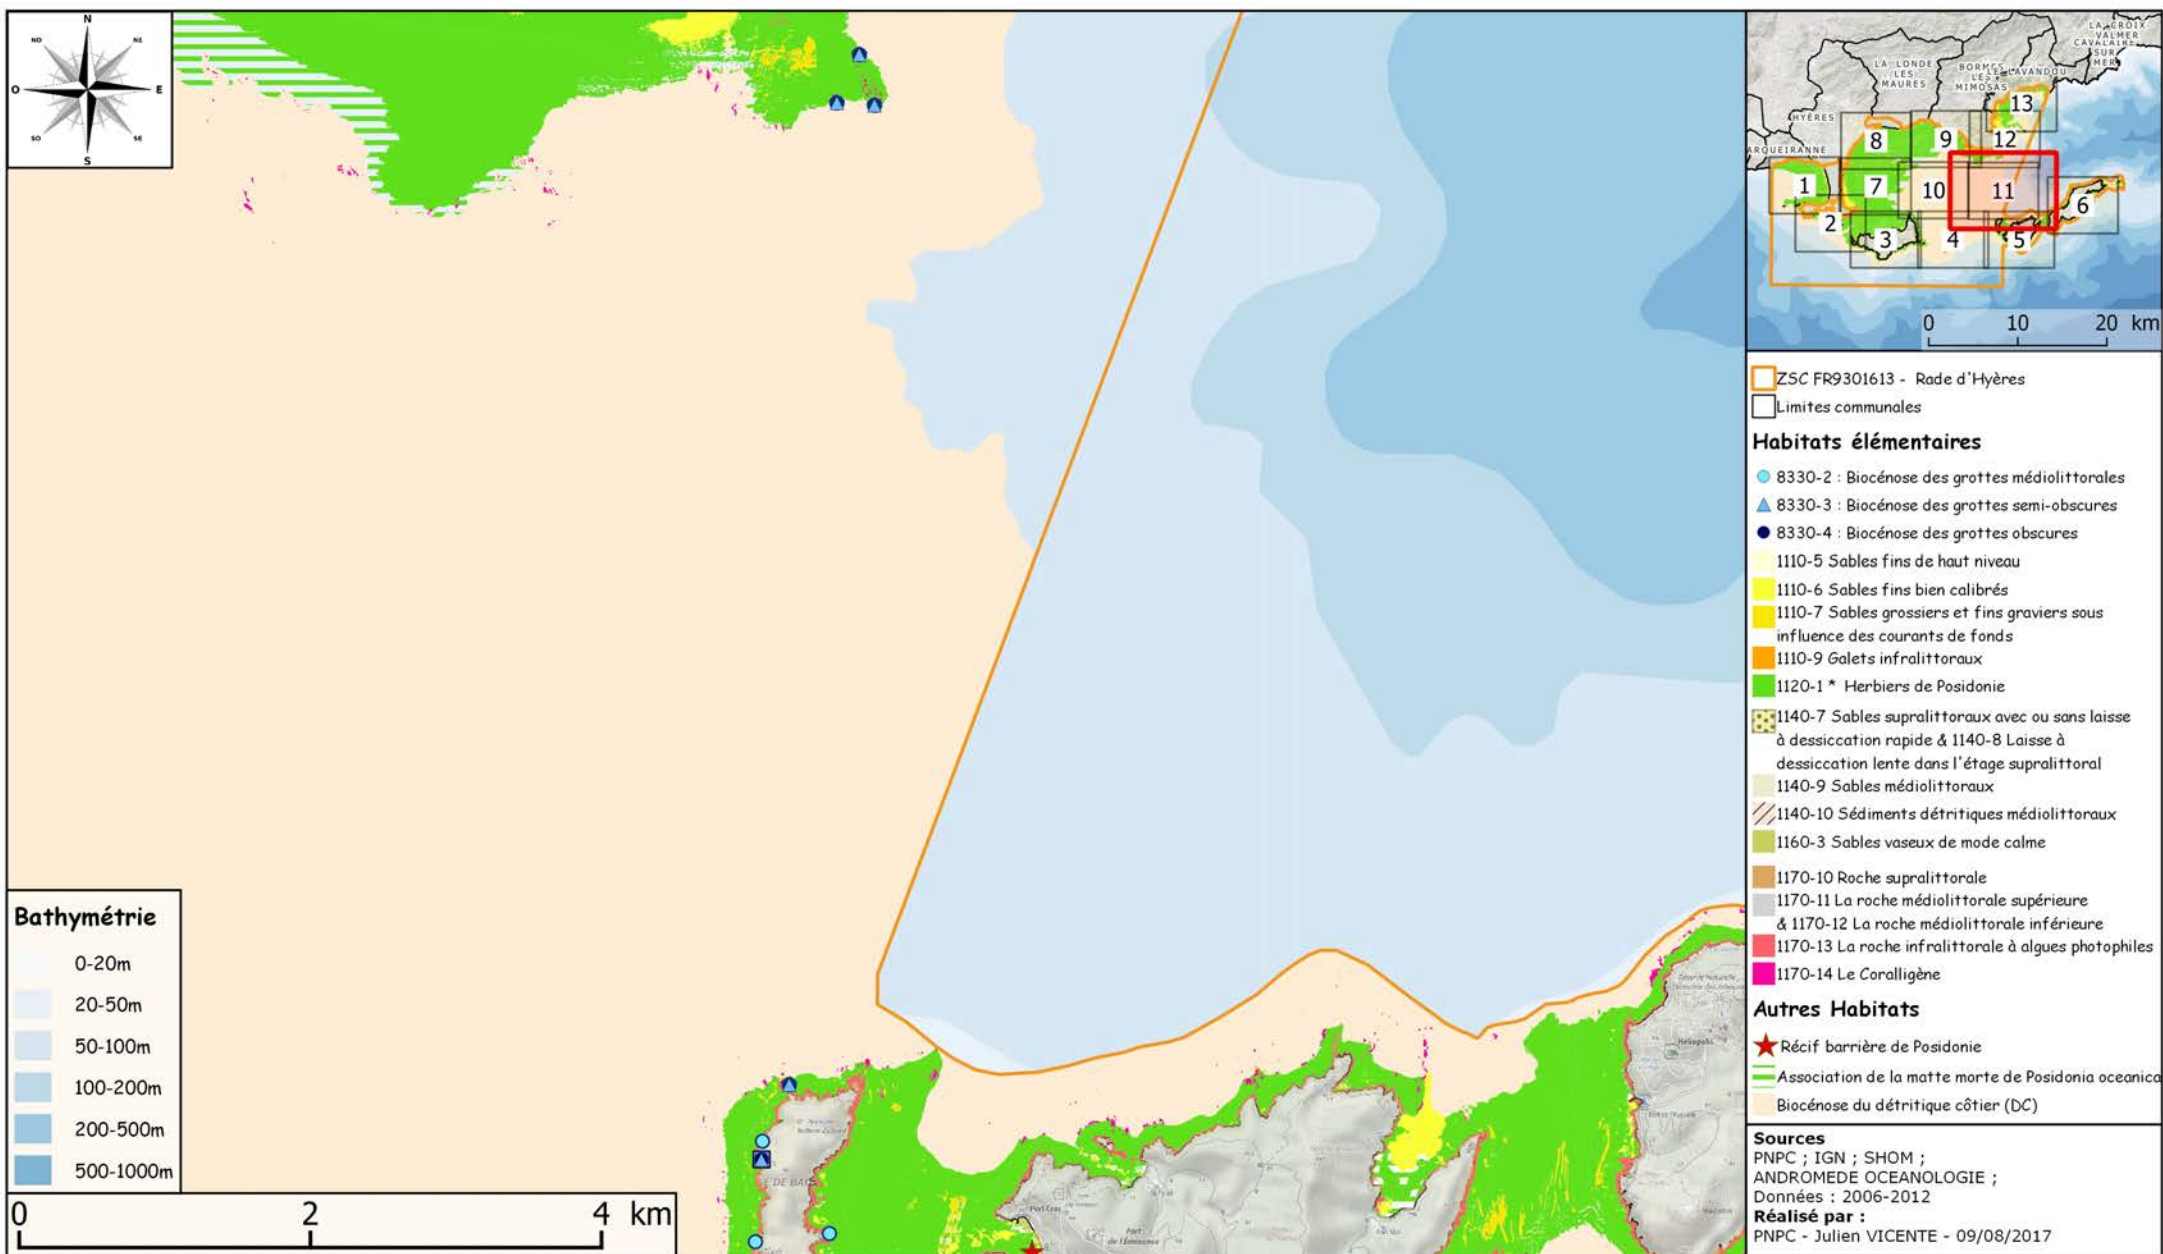 N
NO
NE
O
E
SO
SE
S
LA CROIX
VALMER
CAVALAIRE
SUR
MER
LA LONDE
LES
MAURES
BORMES
LES
MIMOSAS
LE LAVANDOU
HYÈRES
ARQUEIRANNE
1
2
3
4
5
6
7
8
9
10
11
12
13
0 10 20 km
ZSC FR9301613 - Rade d'Hyères
Limites communales
Habitats élémentaires
8330-2 : Biocénose des grottes médiolittorales
8330-3 : Biocénose des grottes semi-obscures
8330-4 : Biocénose des grottes obscures
1110-5 Sables fins de haut niveau
1110-6 Sables fins bien calibrés
1110-7 Sables grossiers et fins graviers sous
influence des courants de fonds
1110-9 Galets infralittoraux
1120-1 * Herbiers de Posidonie
1140-7 Sables supralittoraux avec ou sans laisse
à dessiccation rapide & 1140-8 Laisse à
dessiccation lente dans l'étage supralittoral
1140-9 Sables médiolittoraux
1140-10 Sédiments détritiques médiolittoraux
1160-3 Sables vaseux de mode calme
1170-10 Roche supralittorale
1170-11 La roche médiolittorale supérieure
& 1170-12 La roche médiolittorale inférieure
1170-13 La roche infralittorale à algues photophiles
1170-14 Le Coralligène
Autres Habitats
Récif barrière de Posidonie
Association de la matte morte de Posidonia oceanica
Biocénose du détritique côtier (DC)
Sources
PNPC ; IGN ; SHOM ;
ANDROMEDE OCEANOLOGIE ;
Données : 2006-2012
Réalisé par :
PNPC - Julien VICENTE - 09/08/2017
Bathymétrie
0-20m
20-50m
50-100m
100-200m
200-500m
500-1000m
0 2 4 km
E DE BAG
Port-Cros
Fort
de l'Éminence
Héliopolis